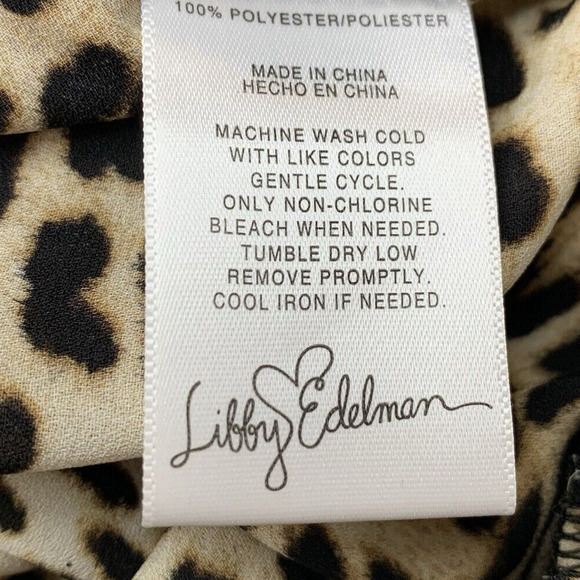 100% POLYESTER/POLIESTER
MADE IN CHINA
HECHO EN CHINA
MACHINE WASH COLD
WITH LIKE COLORS
GENTLE CYCLE.
ONLY NON-CHLORINE
BLEACH WHEN NEEDED.
TUMBLE DRY LOW
REMOVE PROMPTLY.
COOL IRON IF NEEDED.
Libby Edelman